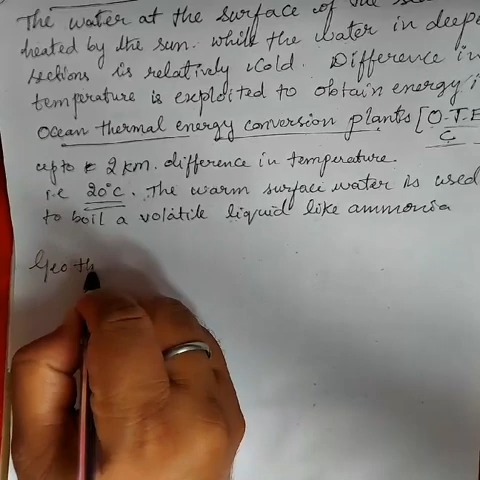 The water at the surface of the
heated by the sun. while the water in deepe
sections is relatively cold. Difference in
temperature is exploited to obtain energy i
Ocean thermal energy conversion plants [O.T.E
C.
upto 2 km. difference in temperature.
i.e 20°C. The warm surface water is used
to boil a volatile liquid like ammonia
Geoth